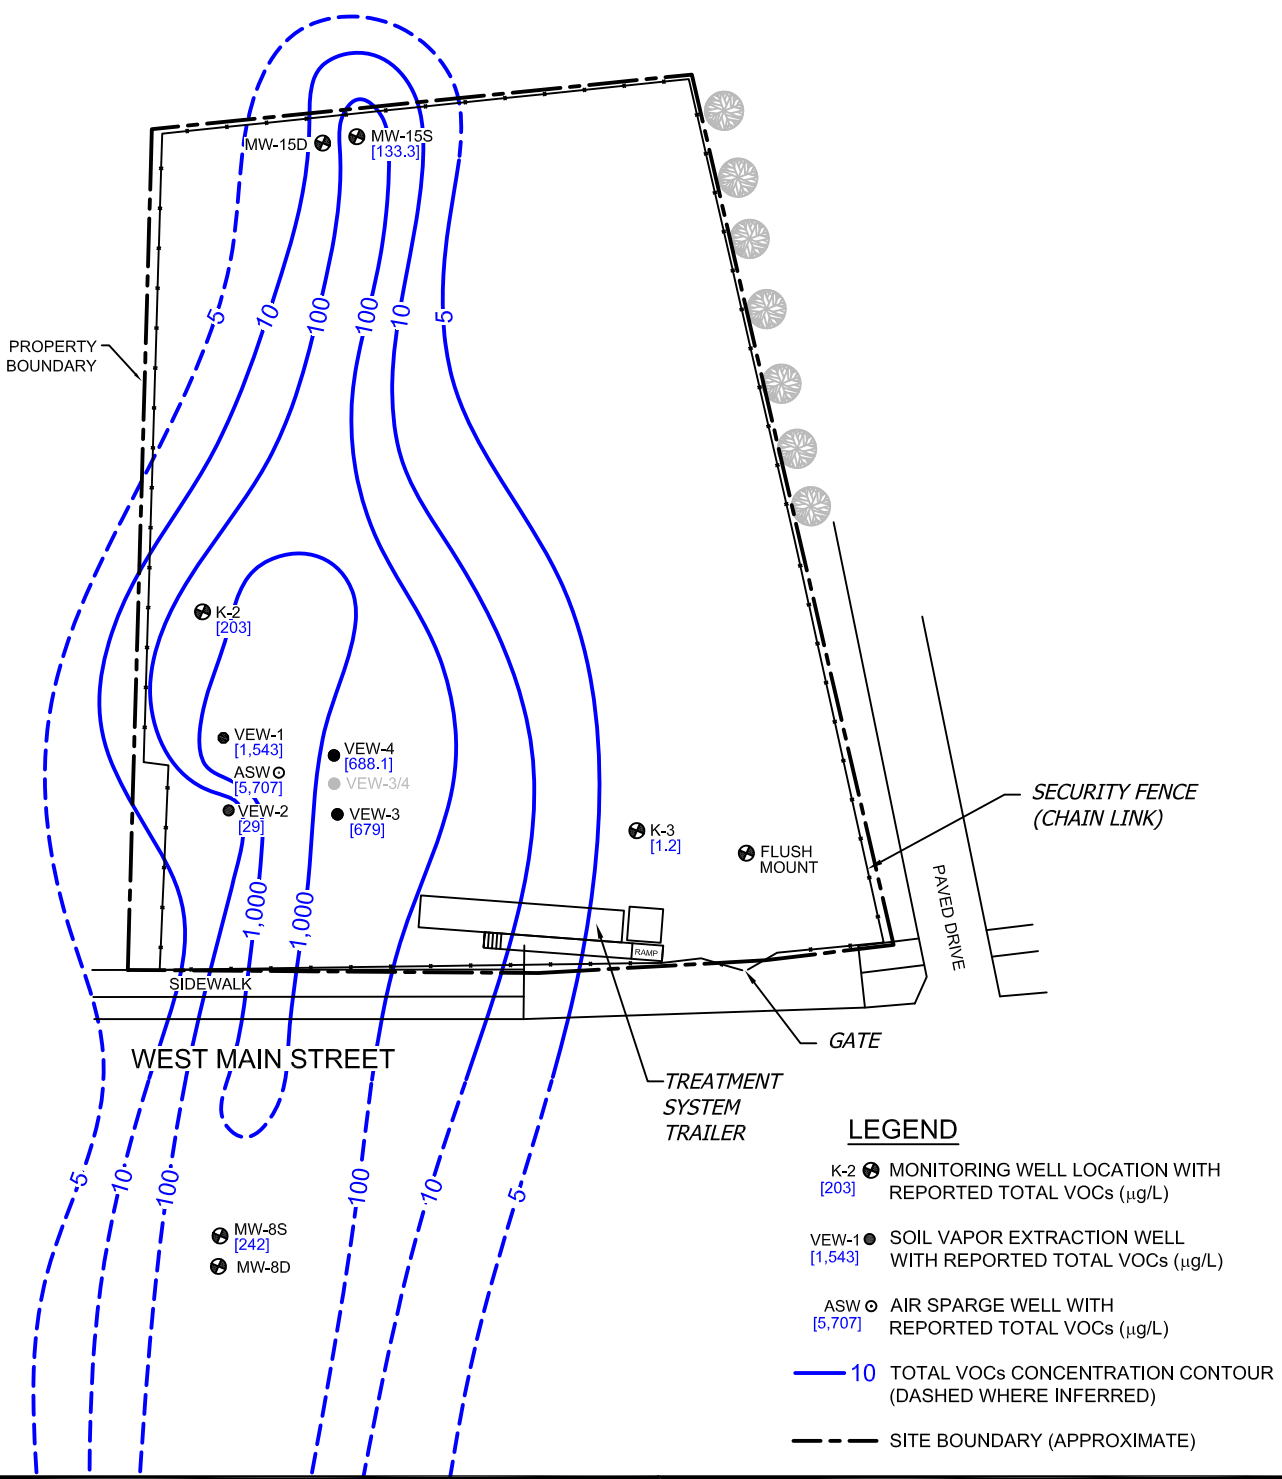 MW-15D
MW-15S
[133.3]
5
10
100
100
10
5
PROPERTY
BOUNDARY
K-2
[203]
VEW-1
[1,543]
ASW
[5,707]
VEW-2
[29]
VEW-4
[688.1]
VEW-3/4
VEW-3
[679]
K-3
[1.2]
FLUSH
MOUNT
SECURITY FENCE
(CHAIN LINK)
1,000
1,000
PAVED DRIVE
RAMP
SIDEWALK
WEST MAIN STREET
GATE
TREATMENT
SYSTEM
TRAILER
5
10
100
100
10
5
MW-8S
[242]
MW-8D
LEGEND
K-2 MONITORING WELL LOCATION WITH
[203] REPORTED TOTAL VOCs (μg/L)
VEW-1 SOIL VAPOR EXTRACTION WELL
[1,543] WITH REPORTED TOTAL VOCs (μg/L)
ASW AIR SPARGE WELL WITH
[5,707] REPORTED TOTAL VOCs (μg/L)
10 TOTAL VOCs CONCENTRATION CONTOUR
(DASHED WHERE INFERRED)
SITE BOUNDARY (APPROXIMATE)